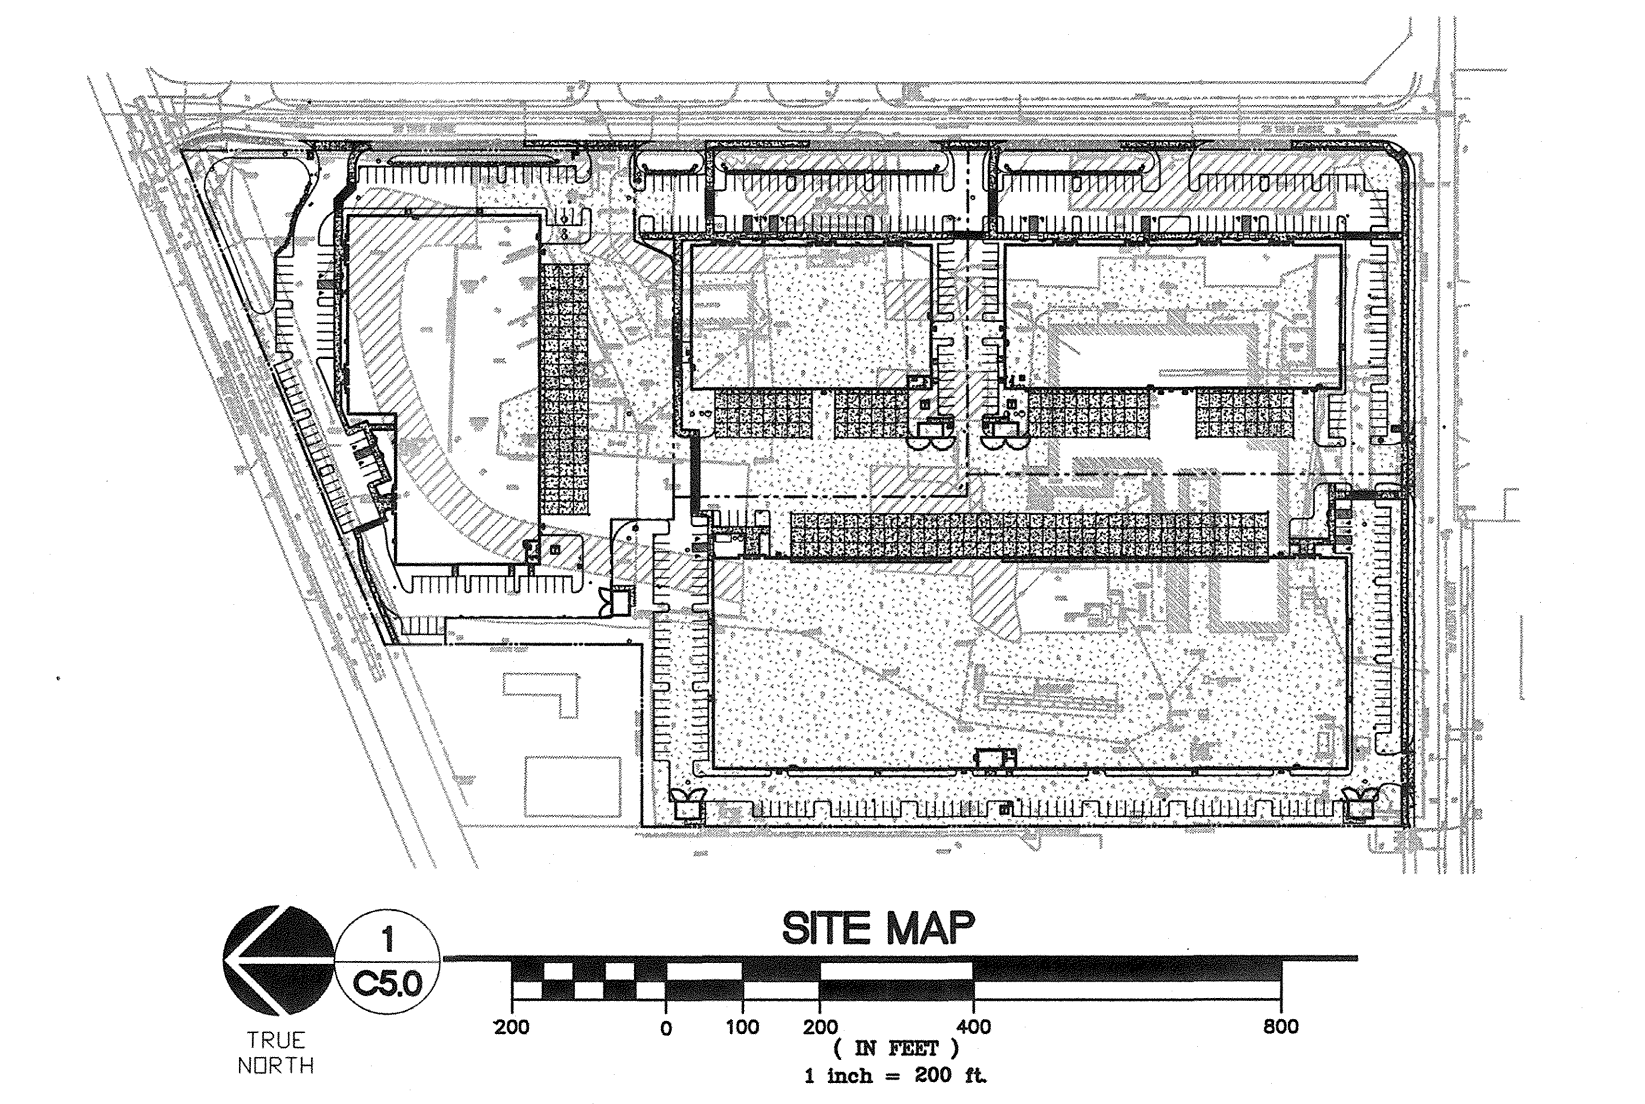 SITE MAP
1
C5.0
TRUE
NORTH
200 0 100 200 400 800
( IN FEET )
1 inch = 200 ft.